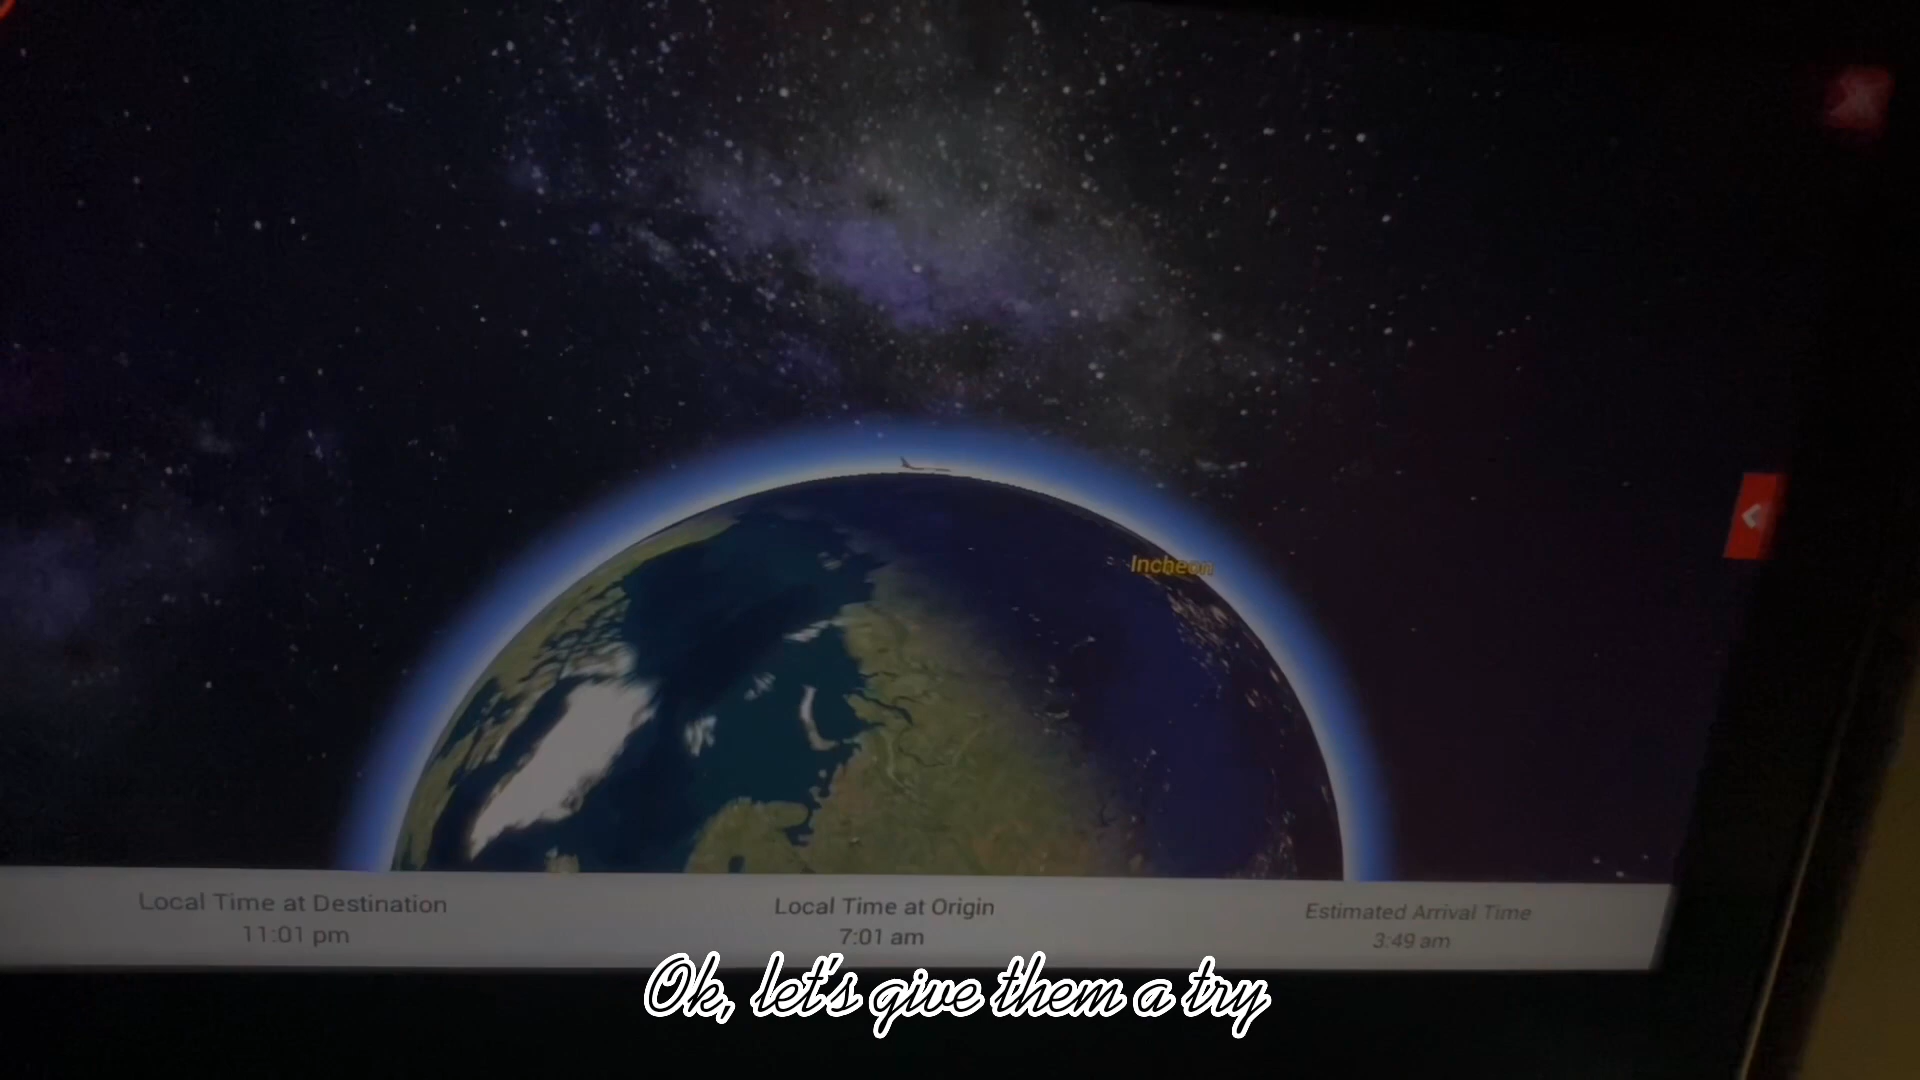 Incheon
Local Time at Destination
11:01 pm
Local Time at Origin
7:01 am
Estimated Arrival Time
3:49 am
Ok, let's give them a try